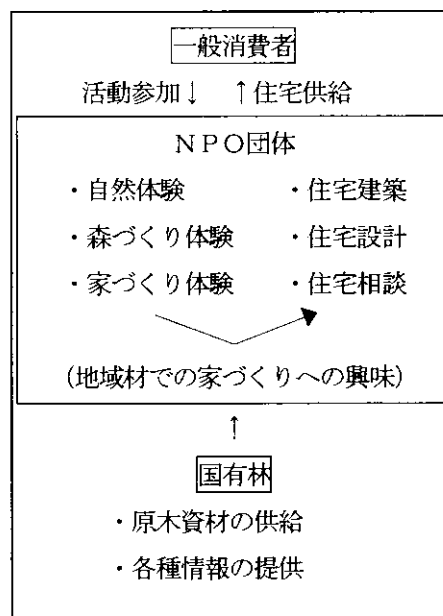 一般消費者
活動参加↓ ↑住宅供給
ＮＰＯ団体
・自然体験 ・住宅建築
・森づくり体験 ・住宅設計
・家づくり体験 ・住宅相談
(地域材での家づくりへの興味)
↑
国有林
・原木資材の供給
・各種情報の提供